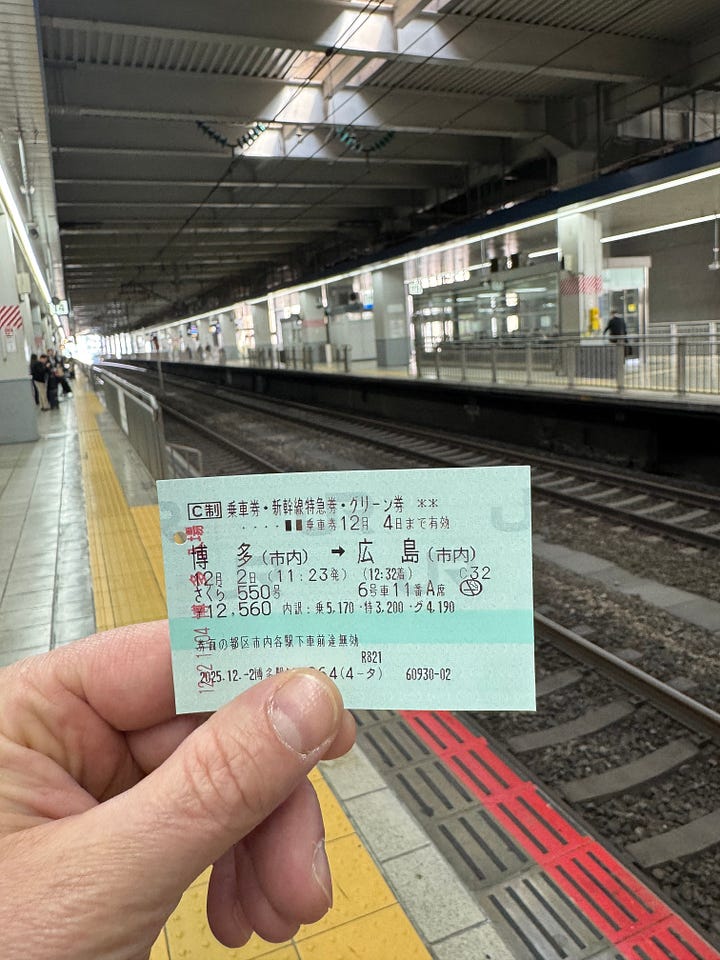 C制 乗車券・新幹線特急券・グリーン券 **
・・・・■■乗車券12月 4日まで有効
博 多(市内) → 広 島(市内)
12月 2日(11:23発) (12:32着) C32
さくら 550号 6号車11番A席
¥12,560 内訳:乗5,170・特3,200・グ4,190
券面の都区市内各駅下車前途無効
R821
2025.12.-2博多駅 (4-タ) 60930-02